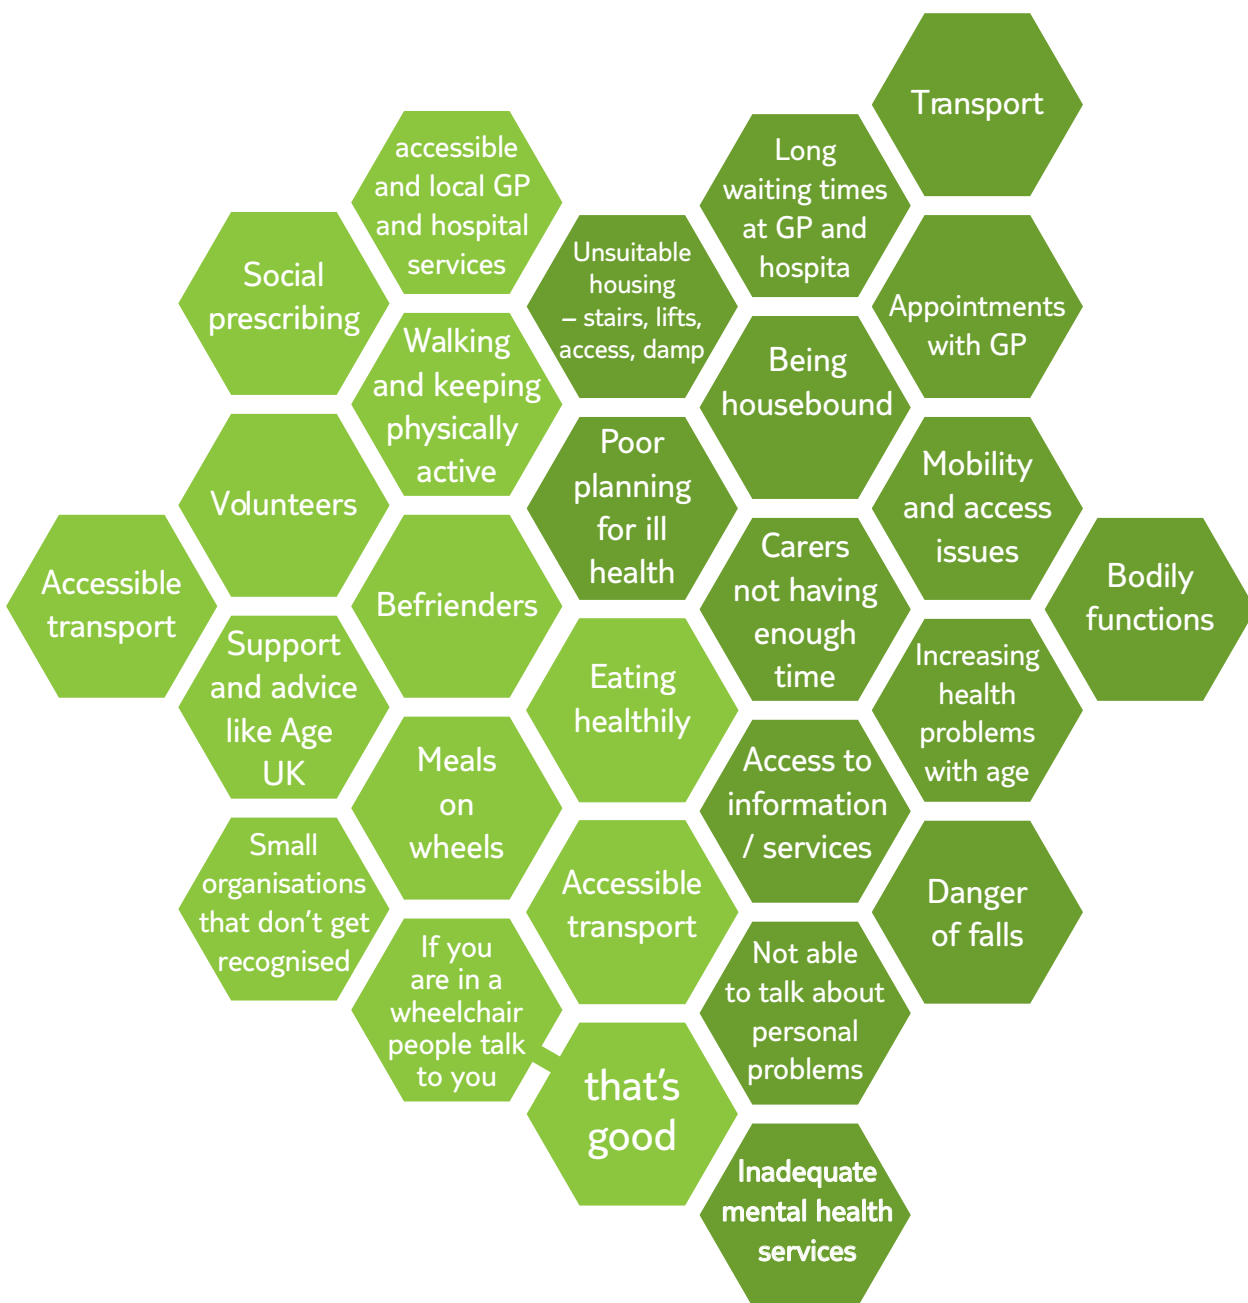 Transport
accessible
and local GP
and hospital
services
Long
waiting times
at GP and
hospita
Social
prescribing
Unsuitable
housing
– stairs, lifts,
access, damp
Appointments
with GP
Walking
and keeping
physically
active
Being
housebound
Volunteers
Poor
planning
for ill
health
Mobility
and access
issues
Accessible
transport
Befrienders
Carers
not having
enough
time
Bodily
functions
Support
and advice
like Age
UK
Eating
healthily
Increasing
health
problems
with age
Meals
on
wheels
Access to
information
/ services
Small
organisations
that don’t get
recognised
Accessible
transport
Danger
of falls
If you
are in a
wheelchair
people talk
to you
Not able
to talk about
personal
problems
that’s
good
Inadequate
mental health
services